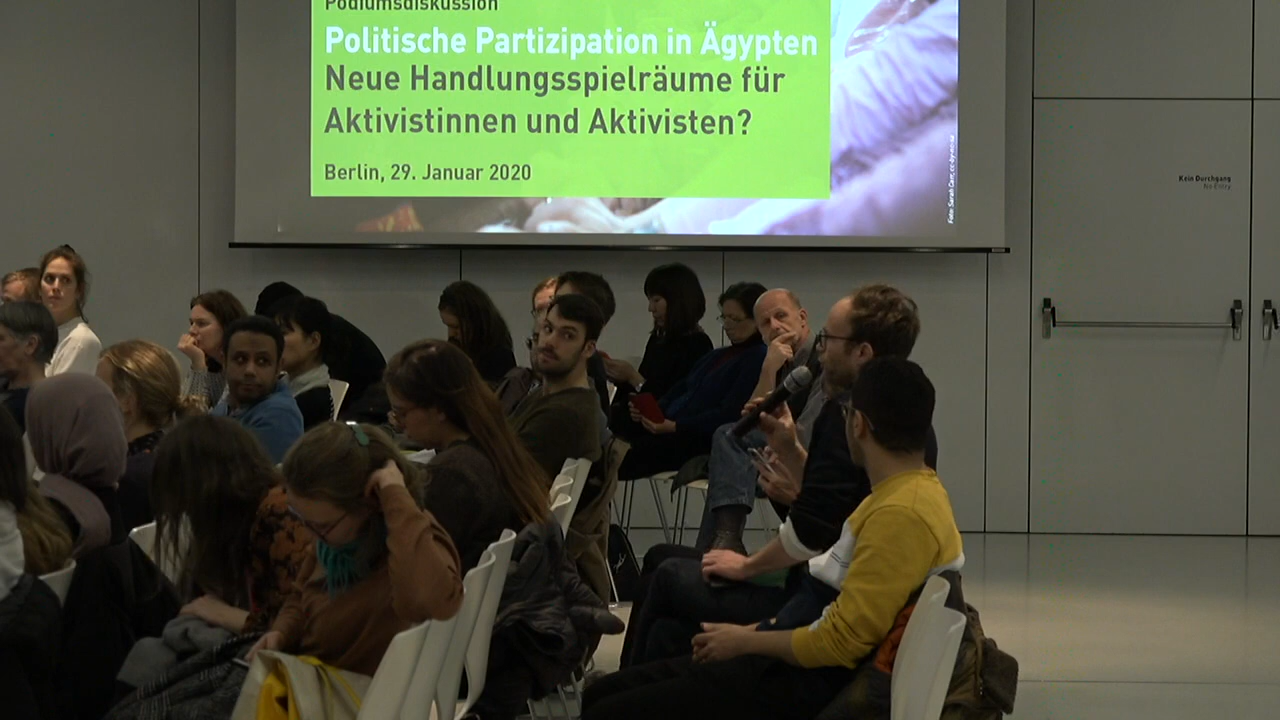 Podiumsdiskussion
Politische Partizipation in Ägypten
Neue Handlungsspielräume für
Aktivistinnen und Aktivisten?
Berlin, 29. Januar 2020
Kein Durchgang
No Entry